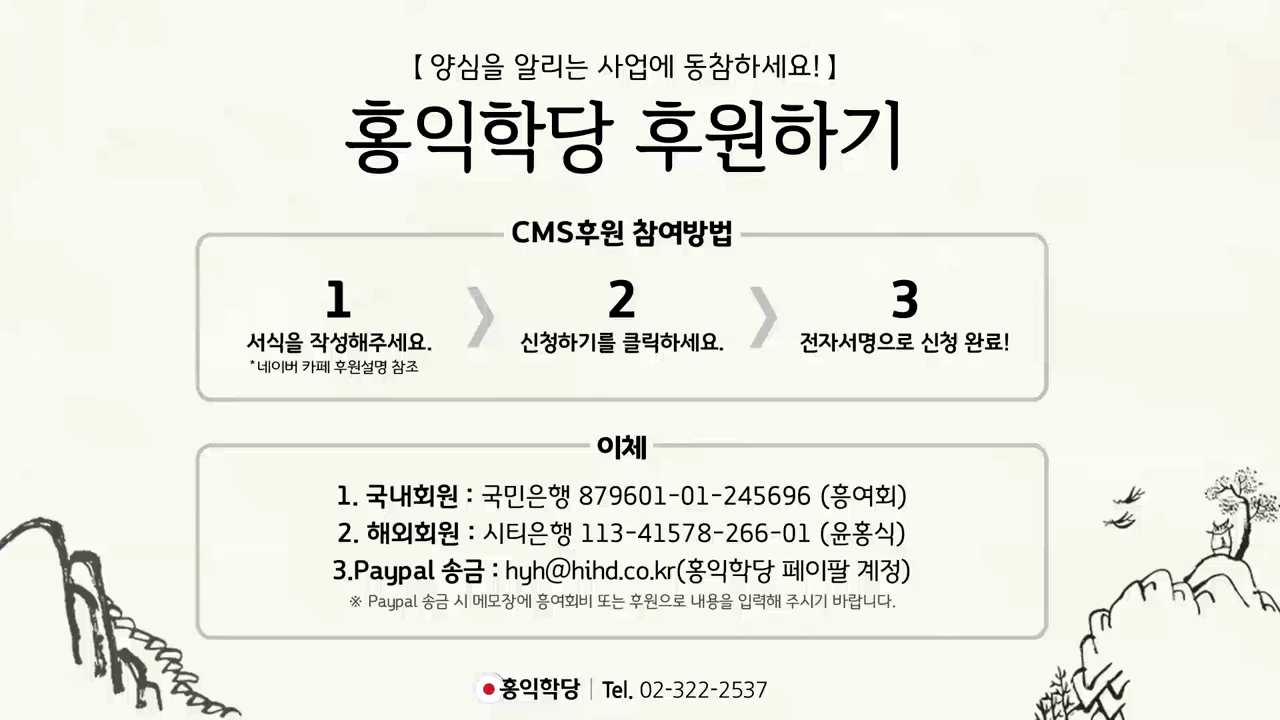 【 양심을 알리는 사업에 동참하세요! 】
홍익학당 후원하기
CMS후원 참여방법
1
서식을 작성해주세요.
*네이버 카페 후원설명 참조
2
신청하기를 클릭하세요.
3
전자서명으로 신청 완료!
이체
1. 국내회원 : 국민은행 879601-01-245696 (흥여회)
2. 해외회원 : 시티은행 113-41578-266-01 (윤홍식)
3.Paypal 송금 : hyh@hihd.co.kr(홍익학당 페이팔 계정)
※ Paypal 송금 시 메모장에 흥여회비 또는 후원으로 내용을 입력해 주시기 바랍니다.
홍익학당 | Tel. 02-322-2537